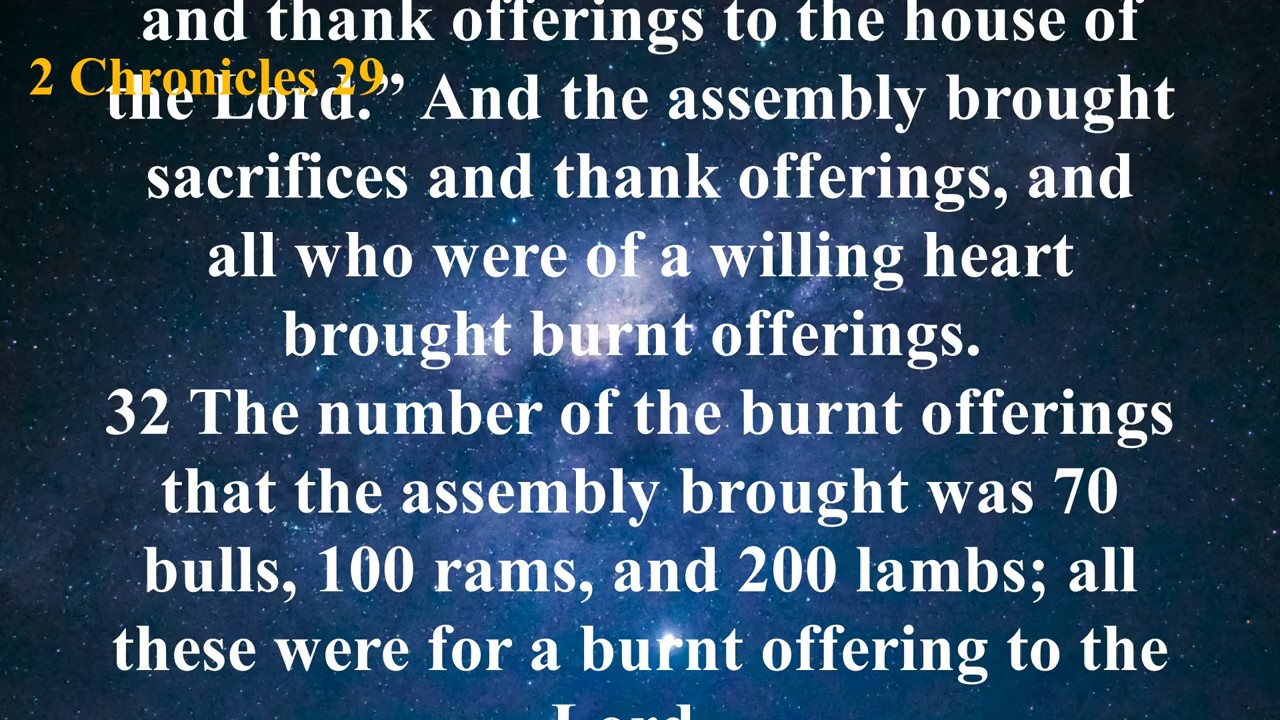 and thank offerings to the house of
2 Chronicles 29
the Lord.” And the assembly brought
sacrifices and thank offerings, and
all who were of a willing heart
brought burnt offerings.
32 The number of the burnt offerings
that the assembly brought was 70
bulls, 100 rams, and 200 lambs; all
these were for a burnt offering to the
Lord